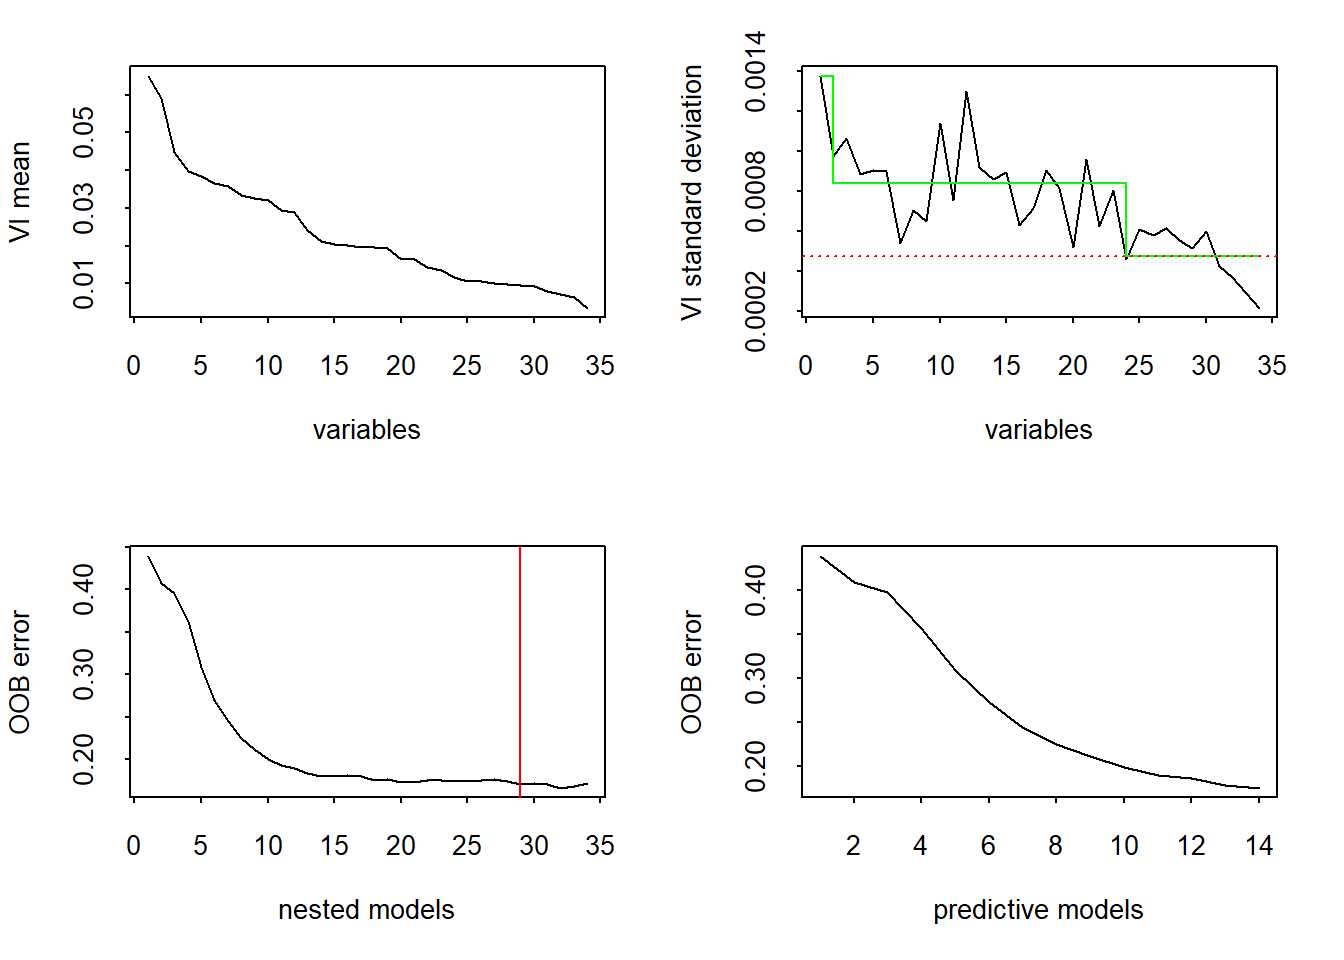 VI mean
0.01 0.03 0.05
0 5 10 15 20 25 30 35
variables
VI standard deviation
0.0002 0.0008 0.0014
0 5 10 15 20 25 30 35
variables
OOB error
0.20 0.30 0.40
0 5 10 15 20 25 30 35
nested models
OOB error
0.20 0.30 0.40
2 4 6 8 10 12 14
predictive models